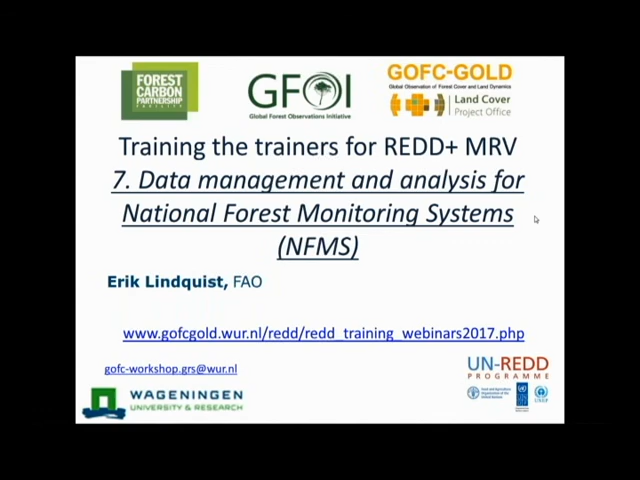 FOREST
CARBON
PARTNERSHIP
FACILITY
GFOI
Global Forest Observations Initiative
GOFC-GOLD
Global Observation of Forest Cover and Land Dynamics
Land Cover
Project Office
Training the trainers for REDD+ MRV
7. Data management and analysis for
National Forest Monitoring Systems
(NFMS)
Erik Lindquist, FAO
www.gofcgold.wur.nl/redd/redd_training_webinars2017.php
gofc-workshop.grs@wur.nl
WAGENINGEN
UNIVERSITY & RESEARCH
UN-REDD
PROGRAMME